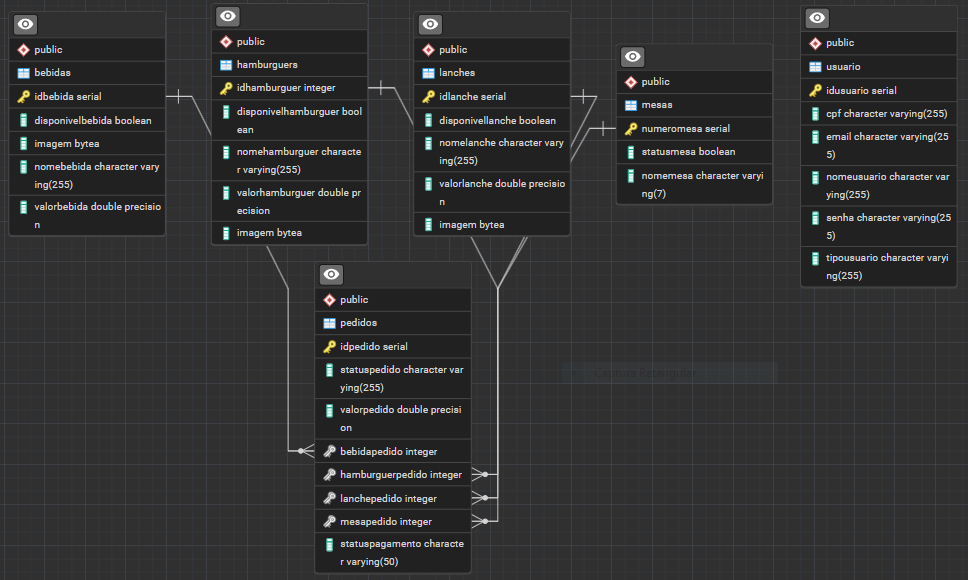 public
bebidas
idbebida serial
disponivelbebida boolean
imagem bytea
nomebebida character vary
ing(255)
valorbebida double precisio
n
public
hamburguers
idhamburguer integer
disponivelhamburguer bool
ean
nomehamburguer characte
r varying(255)
valorhamburguer double pr
ecision
imagem bytea
public
lanches
idlanche serial
disponivellanche boolean
nomelanche character vary
ing(255)
valorlanche double precisio
n
imagem bytea
public
mesas
numeromesa serial
statusmesa boolean
nomemesa character varyi
ng(7)
public
usuario
idusuario serial
cpf character varying(255)
email character varying(25
5)
nomeusuario character var
ying(255)
senha character varying(25
5)
tipousuario character varyi
ng(255)
public
pedidos
idpedido serial
statuspedido character var
ying(255)
valorpedido double precisi
on
bebidapedido integer
hamburguerpedido integer
lanchepedido integer
mesapedido integer
statuspagamento characte
r varying(50)